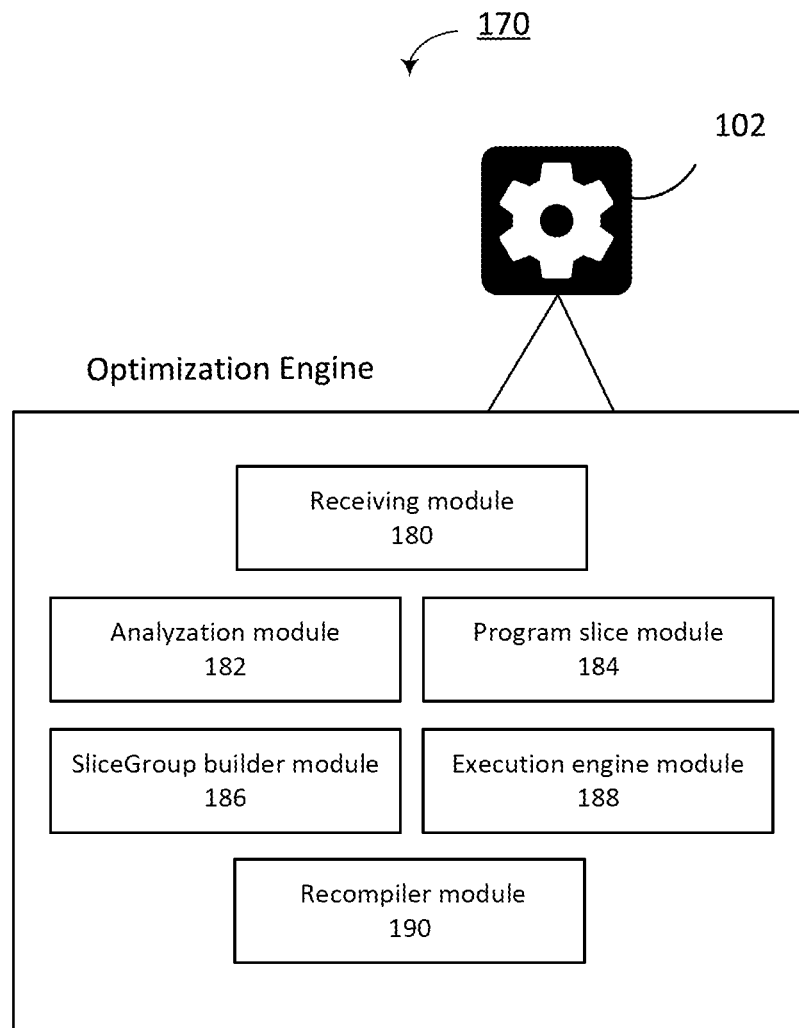 170
102
Optimization Engine
Receiving module
180
Analyzation module
182
Program slice module
184
SliceGroup builder module
186
Execution engine module
188
Recompiler module
190